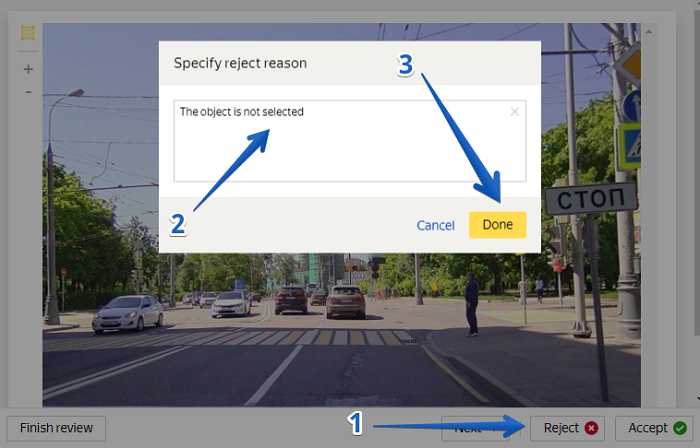 Specify reject reason
3
The object is not selected
2
Cancel
Done
СТОП
1
Finish review
Next
Reject
Accept